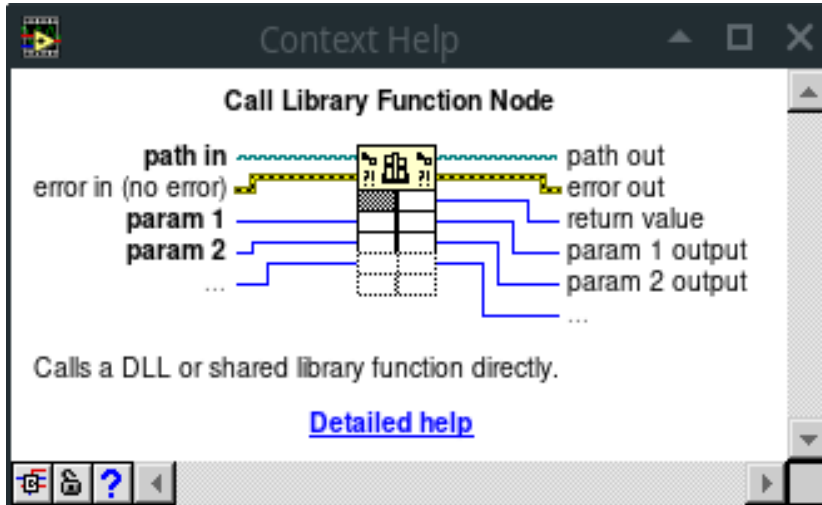 Context Help
Call Library Function Node
path in path out
error in (no error) error out
param 1 return value
param 2 param 1 output
... param 2 output
...
Calls a DLL or shared library function directly.
Detailed help